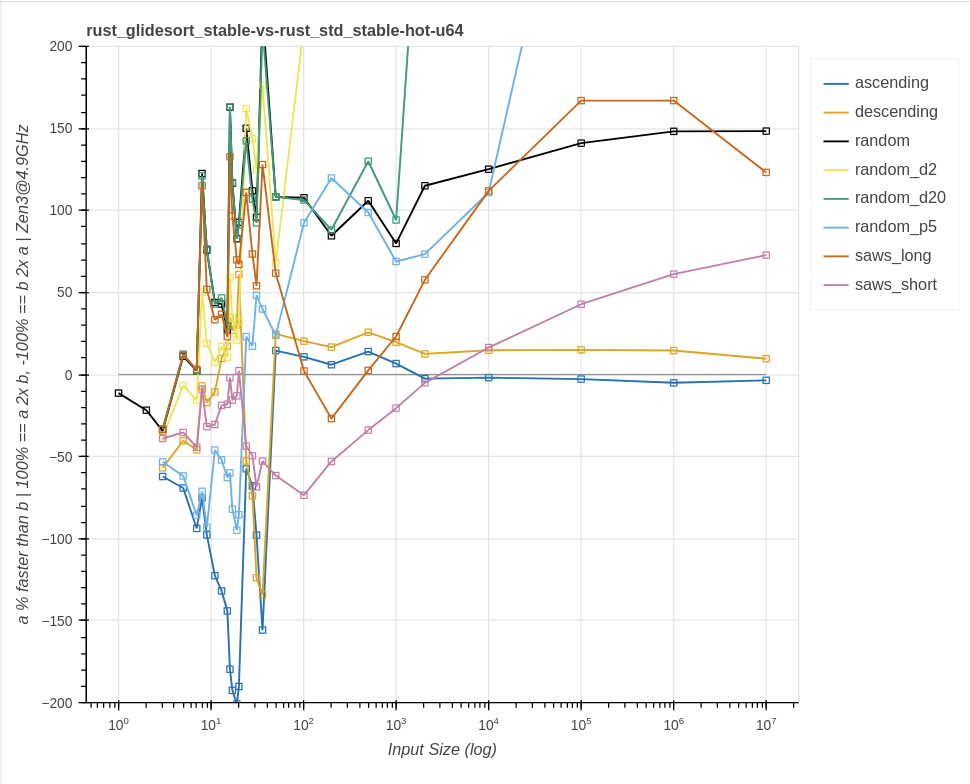 rust_glidesort_stable-vs-rust_std_stable-hot-u64
a % faster than b | 100% == a 2x b, -100% == b 2x a | Zen3@4.9GHz
200
150
100
50
0
−50
−100
−150
−200
10⁰
10¹
10²
10³
10⁴
10⁵
10⁶
10⁷
Input Size (log)
ascending
descending
random
random_d2
random_d20
random_p5
saws_long
saws_short